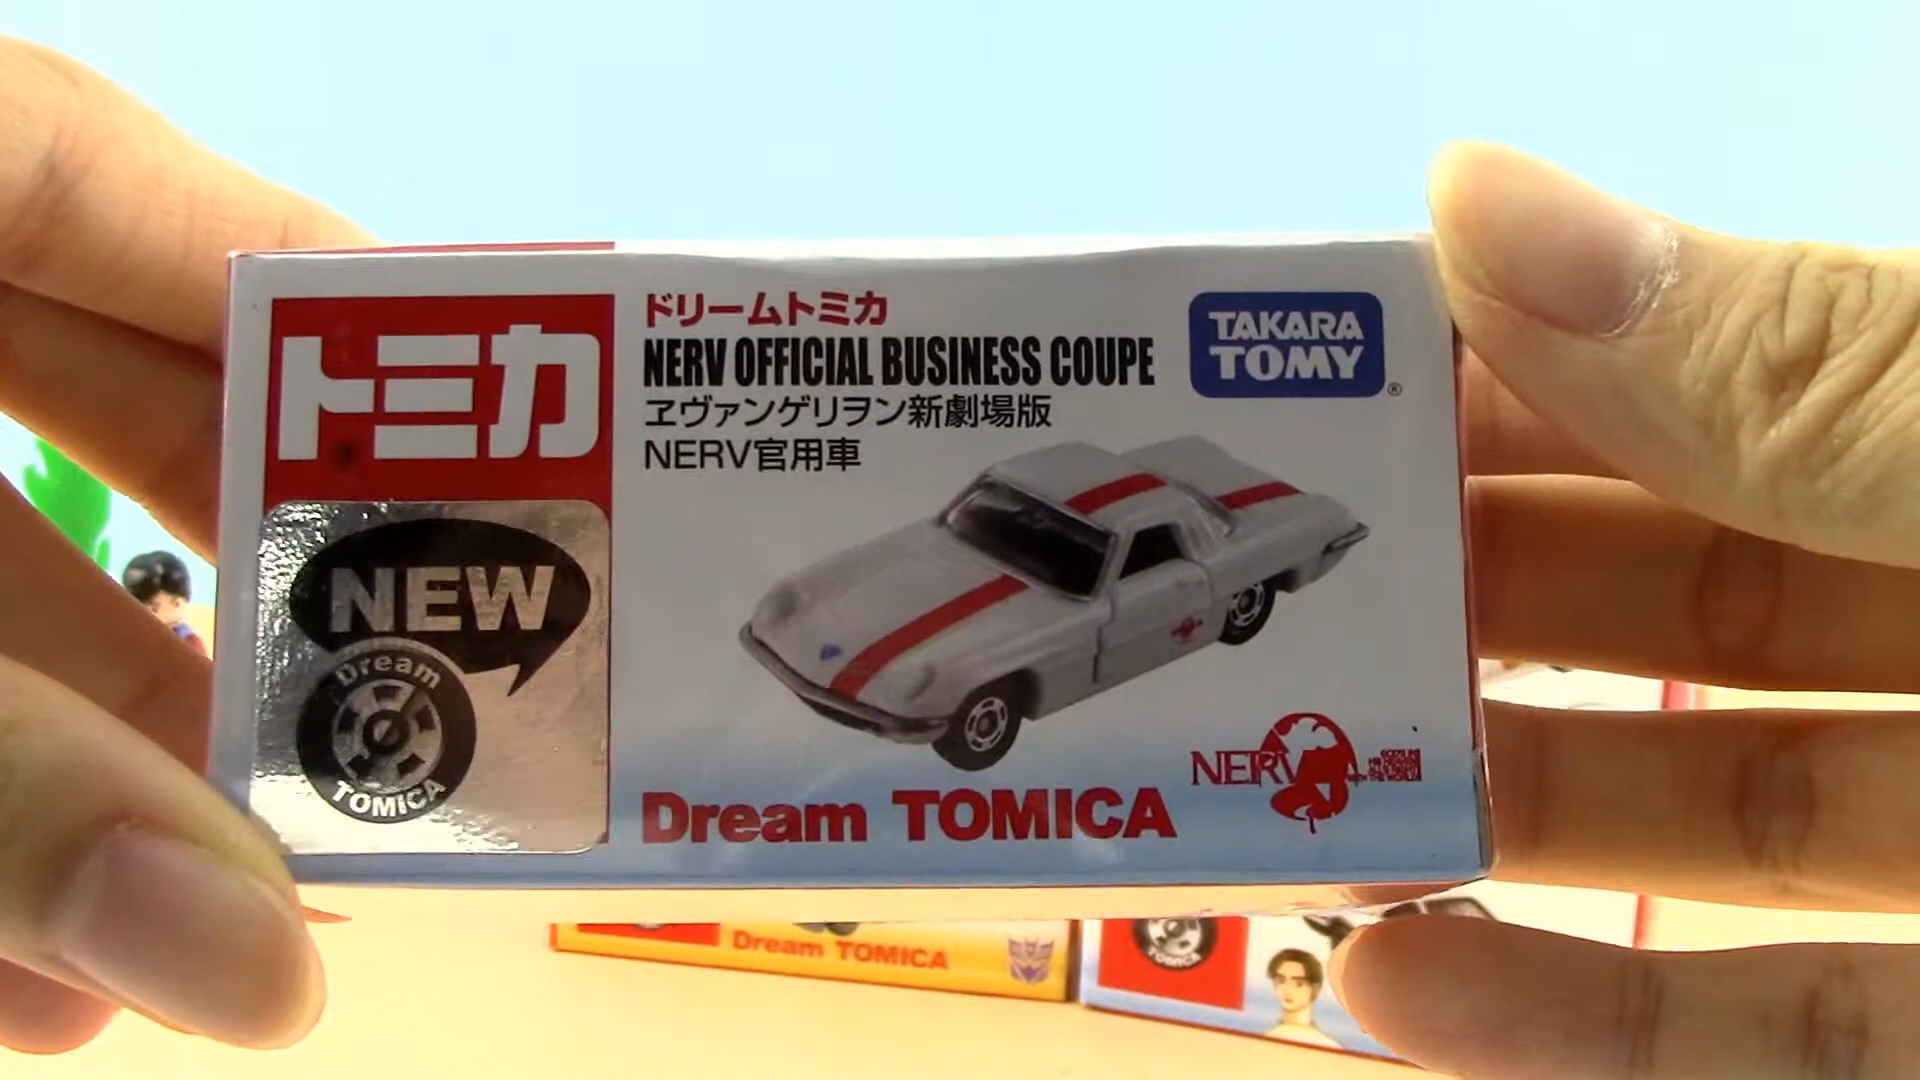 トミカ
ドリームトミカ
NERV OFFICIAL BUSINESS COUPE
ヱヴァンゲリヲン新劇場版
NERV官用車
TAKARA
TOMY
®
NEW
Dream
TOMICA
Dream TOMICA
NERV
Dream TOMICA
TOMICA